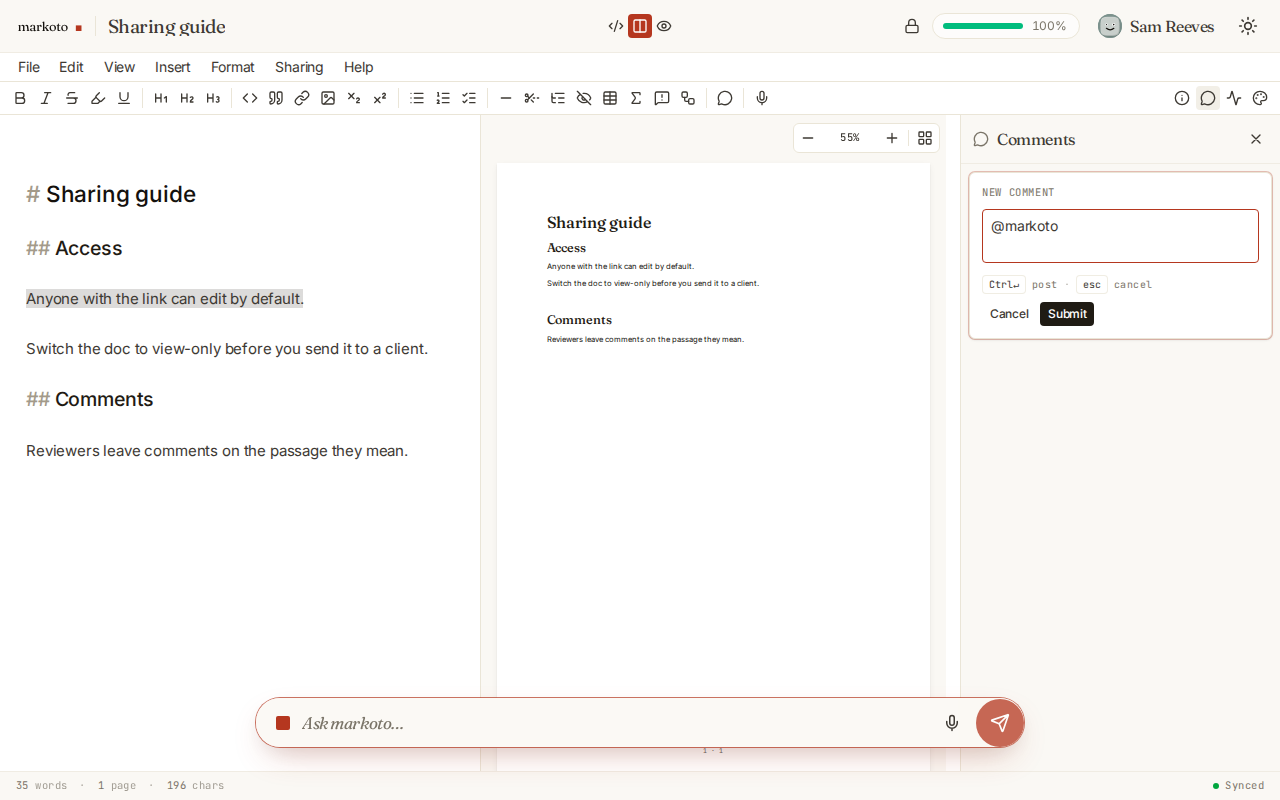 markoto
Sharing guide
100%
Sam Reeves
File Edit View Insert Format Sharing Help
H1 H2 H3
X2 x2
55%
Comments
# Sharing guide
## Access
Anyone with the link can edit by default.
Switch the doc to view-only before you send it to a client.
## Comments
Reviewers leave comments on the passage they mean.
Sharing guide
Access
Anyone with the link can edit by default.
Switch the doc to view-only before you send it to a client.
Comments
Reviewers leave comments on the passage they mean.
1 · 1
NEW COMMENT
@markoto
Ctrl↵ post · esc cancel
Cancel Submit
Ask markoto...
35 words · 1 page · 196 chars
Synced